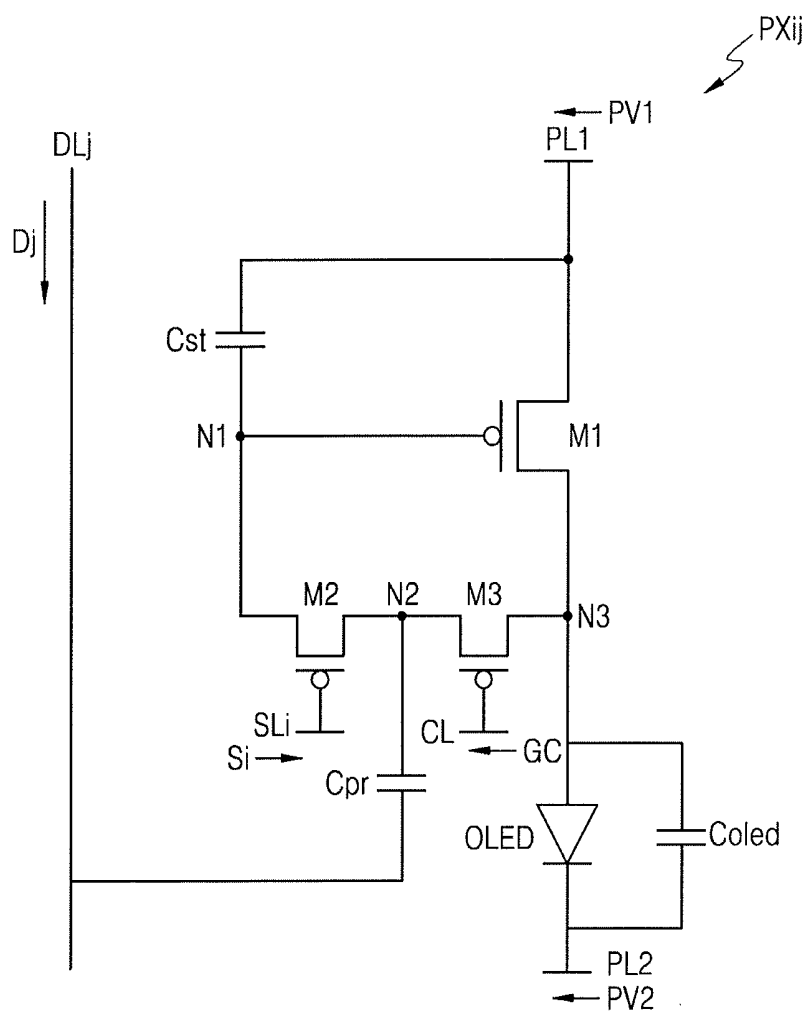 PXij
PV1
DLj
PL1
Dj
Cst
N1
M1
M2
N2
M3
N3
SLi
CL
Si
GC
Cpr
OLED
Coled
PL2
PV2